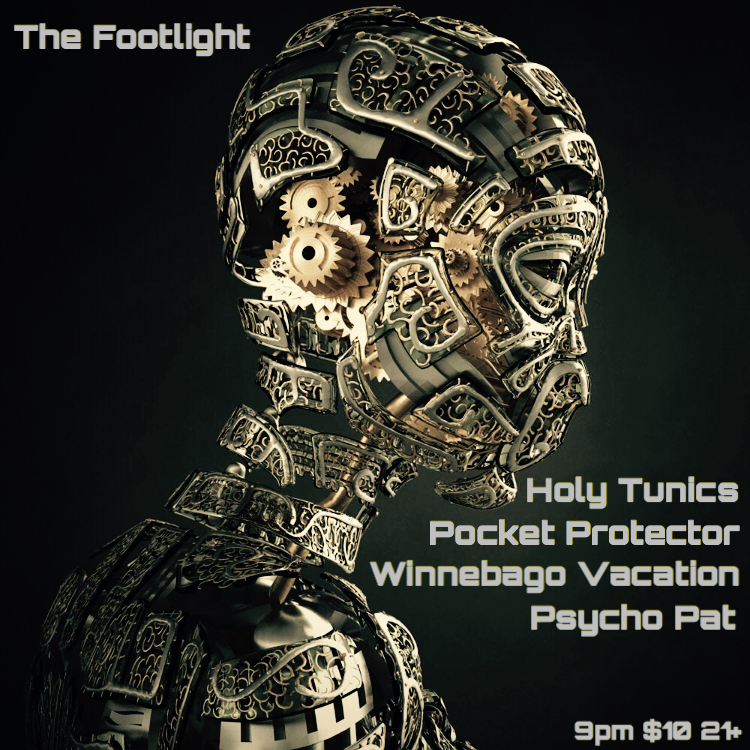 The Footlight
Holy Tunics
Pocket Protector
Winnebago Vacation
Psycho Pat
9pm $10 21+